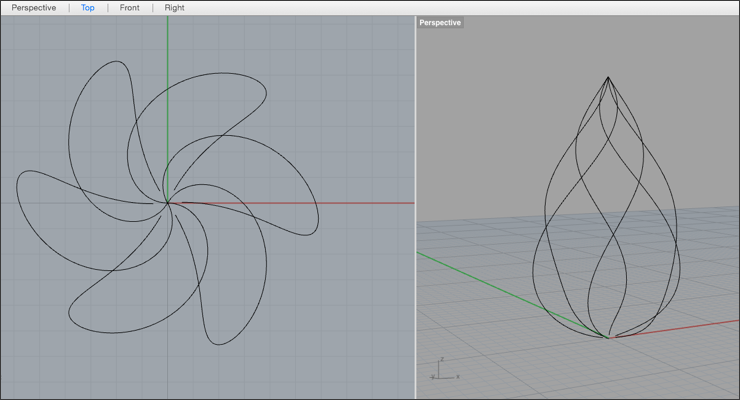 Perspective | Top | Front | Right
Perspective
z
y x